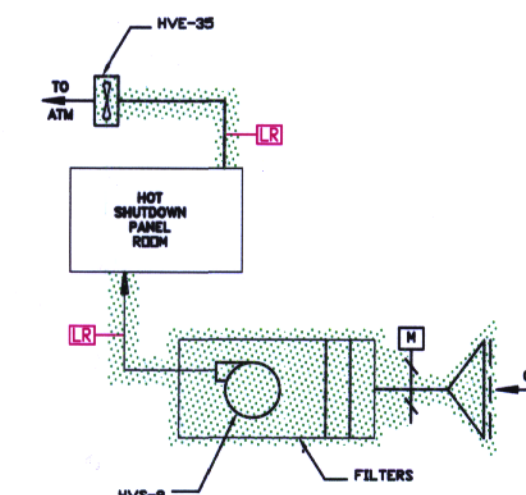 HVE-35
TO
ATM
LR
HOT
SHUTDOWN
PANEL
ROOM
LR
M
FILTERS